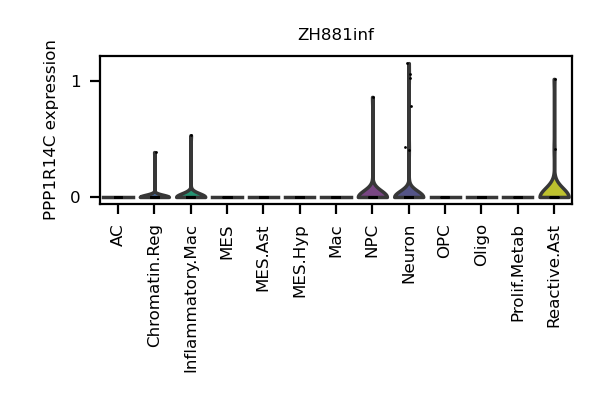 ZH881inf
PPP1R14C expression
1
0
AC
Chromatin.Reg
Inflammatory.Mac
MES
MES.Ast
MES.Hyp
Mac
NPC
Neuron
OPC
Oligo
Prolif.Metab
Reactive.Ast